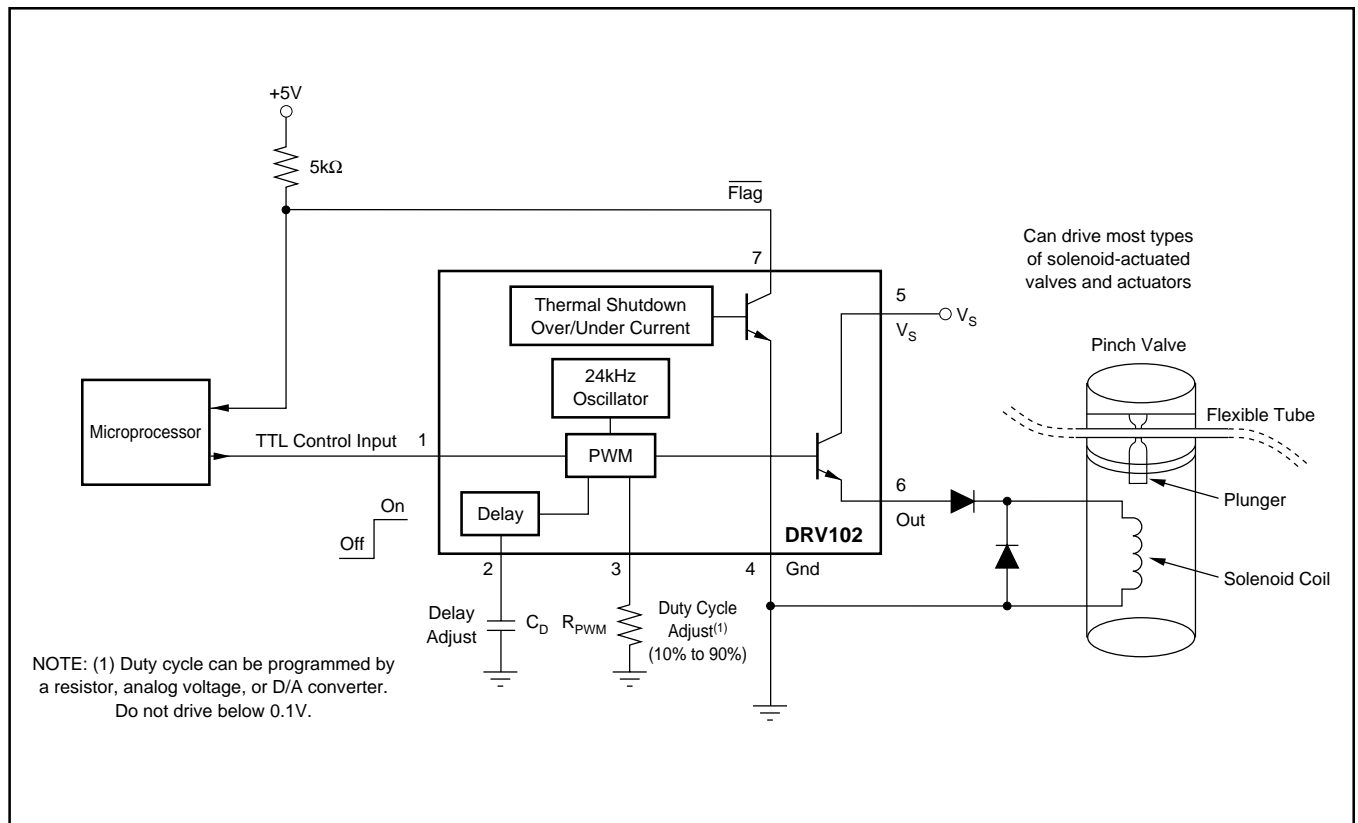 +5V
5kΩ
Flag
7
Can drive most types
of solenoid-actuated
valves and actuators
Thermal Shutdown
Over/Under Current
5
V_S
V_S
Pinch Valve
24kHz
Oscillator
Flexible Tube
Microprocessor
TTL Control Input
1
PWM
Plunger
6
Out
On
Off
Delay
DRV102
Solenoid Coil
2
3
4
Gnd
Delay
Adjust
C_D
R_PWM
Duty Cycle
Adjust(1)
(10% to 90%)
NOTE: (1) Duty cycle can be programmed by
a resistor, analog voltage, or D/A converter.
Do not drive below 0.1V.